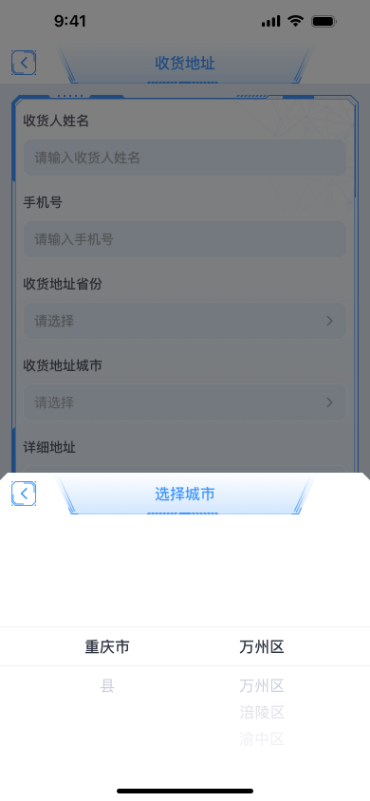 9:41
收货地址
收货人姓名
请输入收货人姓名
手机号
请输入手机号
收货地址省份
请选择
收货地址城市
请选择
详细地址
选择城市
重庆市 万州区
县 万州区
涪陵区
渝中区